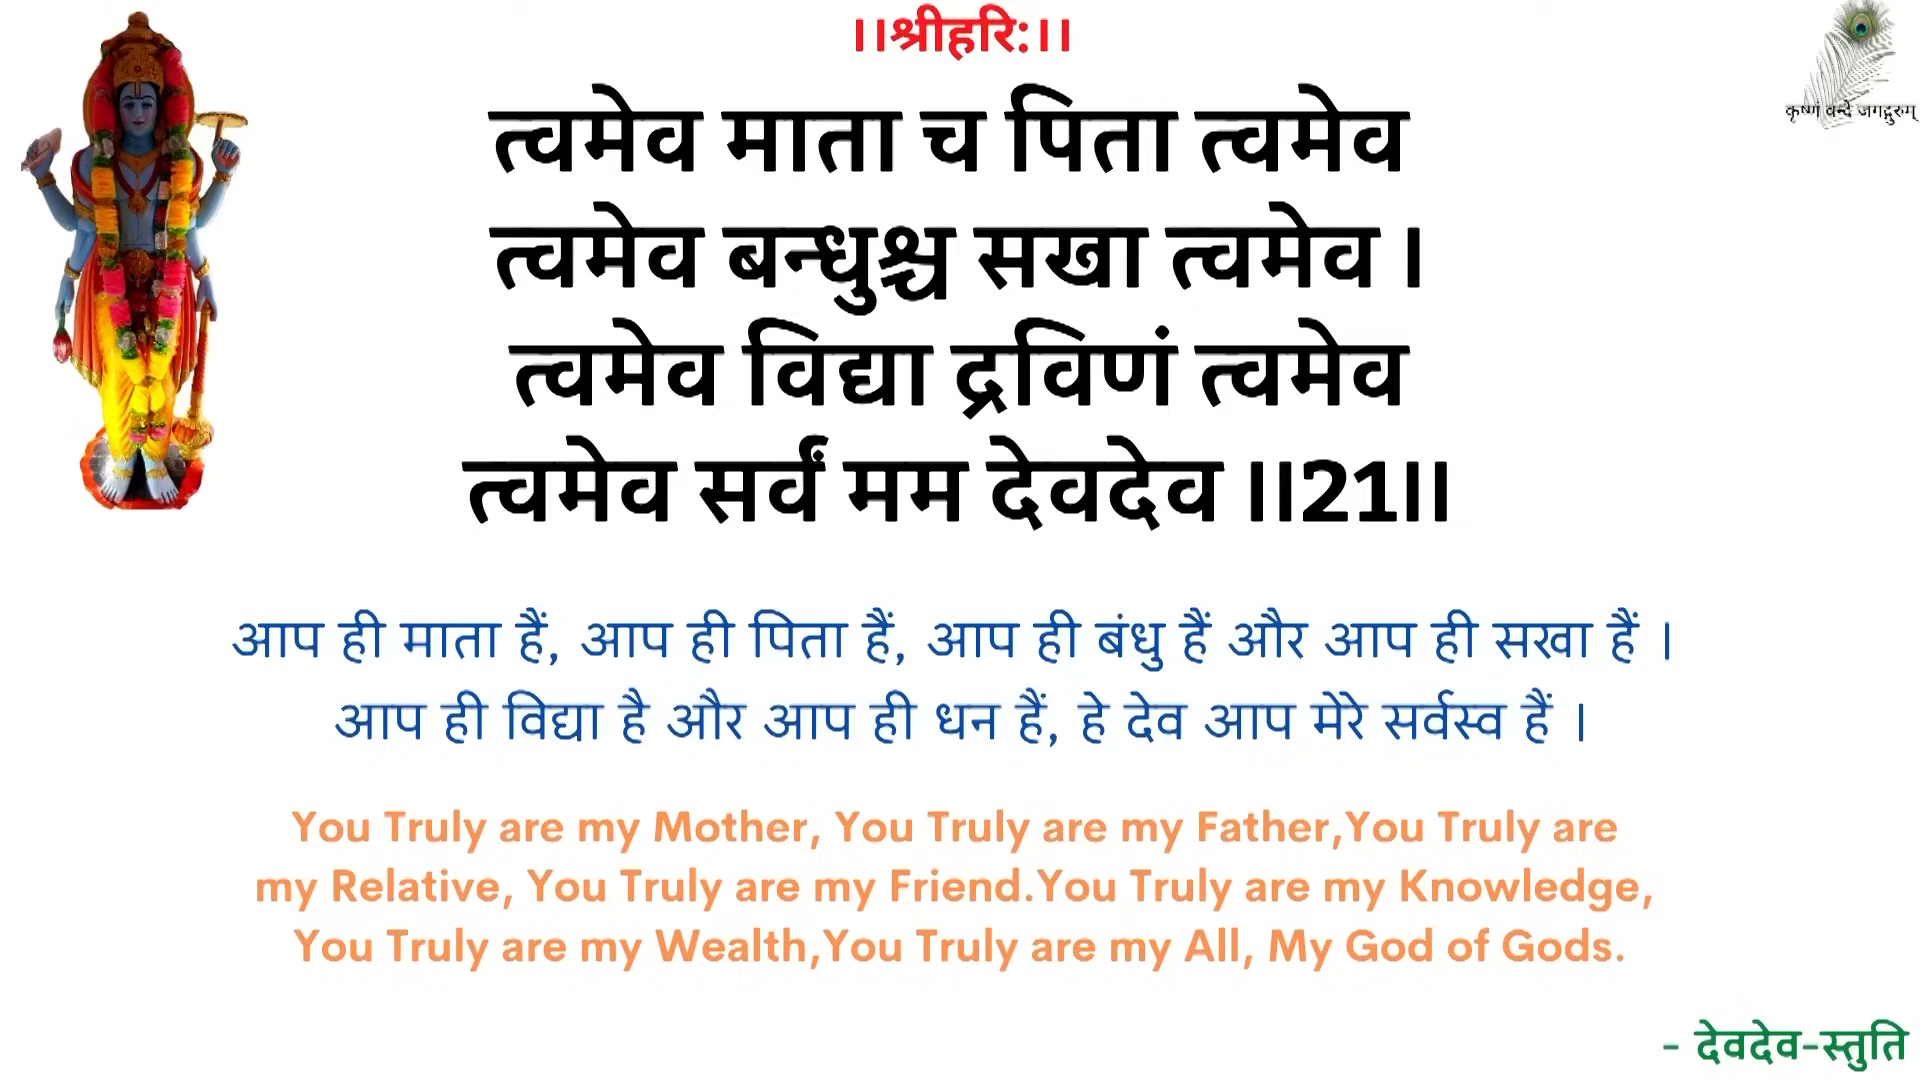 ।।श्रीहरि:।।
कृष्णं वन्दे जगद्गुरुम्
त्वमेव माता च पिता त्वमेव
त्वमेव बन्धुश्च सखा त्वमेव ।
त्वमेव विद्या द्रविणं त्वमेव
त्वमेव सर्वं मम देवदेव ॥21॥
आप ही माता हैं, आप ही पिता हैं, आप ही बंधु हैं और आप ही सखा हैं ।
आप ही विद्या है और आप ही धन हैं, हे देव आप मेरे सर्वस्व हैं ।
You Truly are my Mother, You Truly are my Father,You Truly are
my Relative, You Truly are my Friend.You Truly are my Knowledge,
You Truly are my Wealth,You Truly are my All, My God of Gods.
- देवदेव-स्तुति